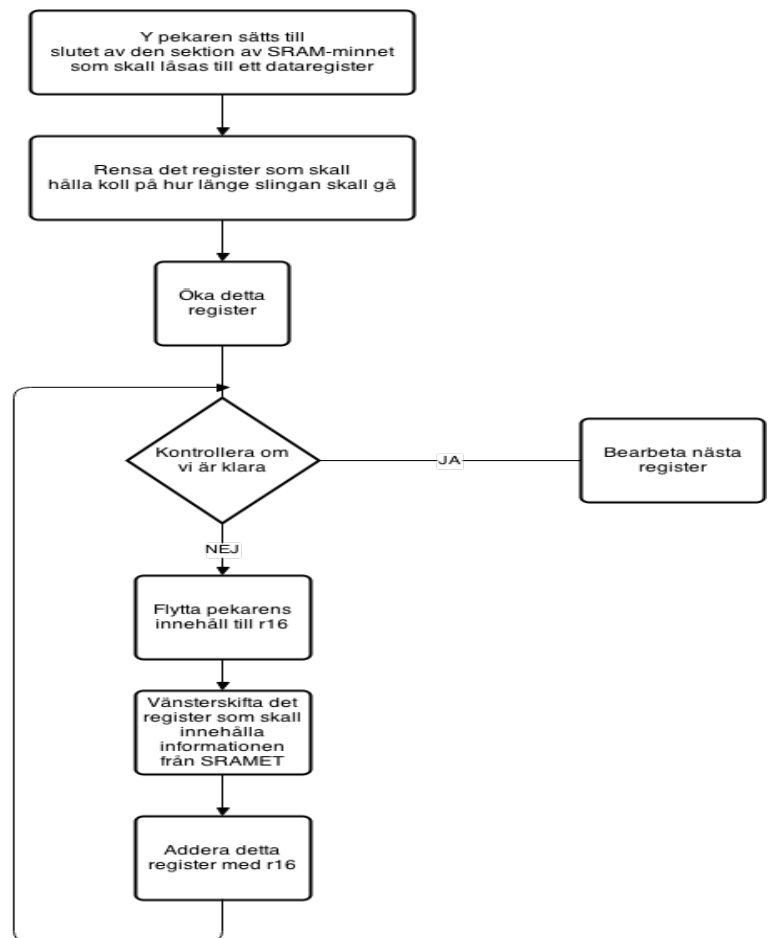 Y pekaren sätts till
slutet av den sektion av SRAM-minnet
som skall låsas till ett dataregister
Rensa det register som skall
hålla koll på hur länge slingan skall gå
Öka detta
register
Kontrollera om
vi är klara
JA
Bearbeta nästa
register
NEJ
Flytta pekarens
innehåll till r16
Vänsterskifta det
register som skall
innehålla
informationen
från SRAMET
Addera detta
register med r16